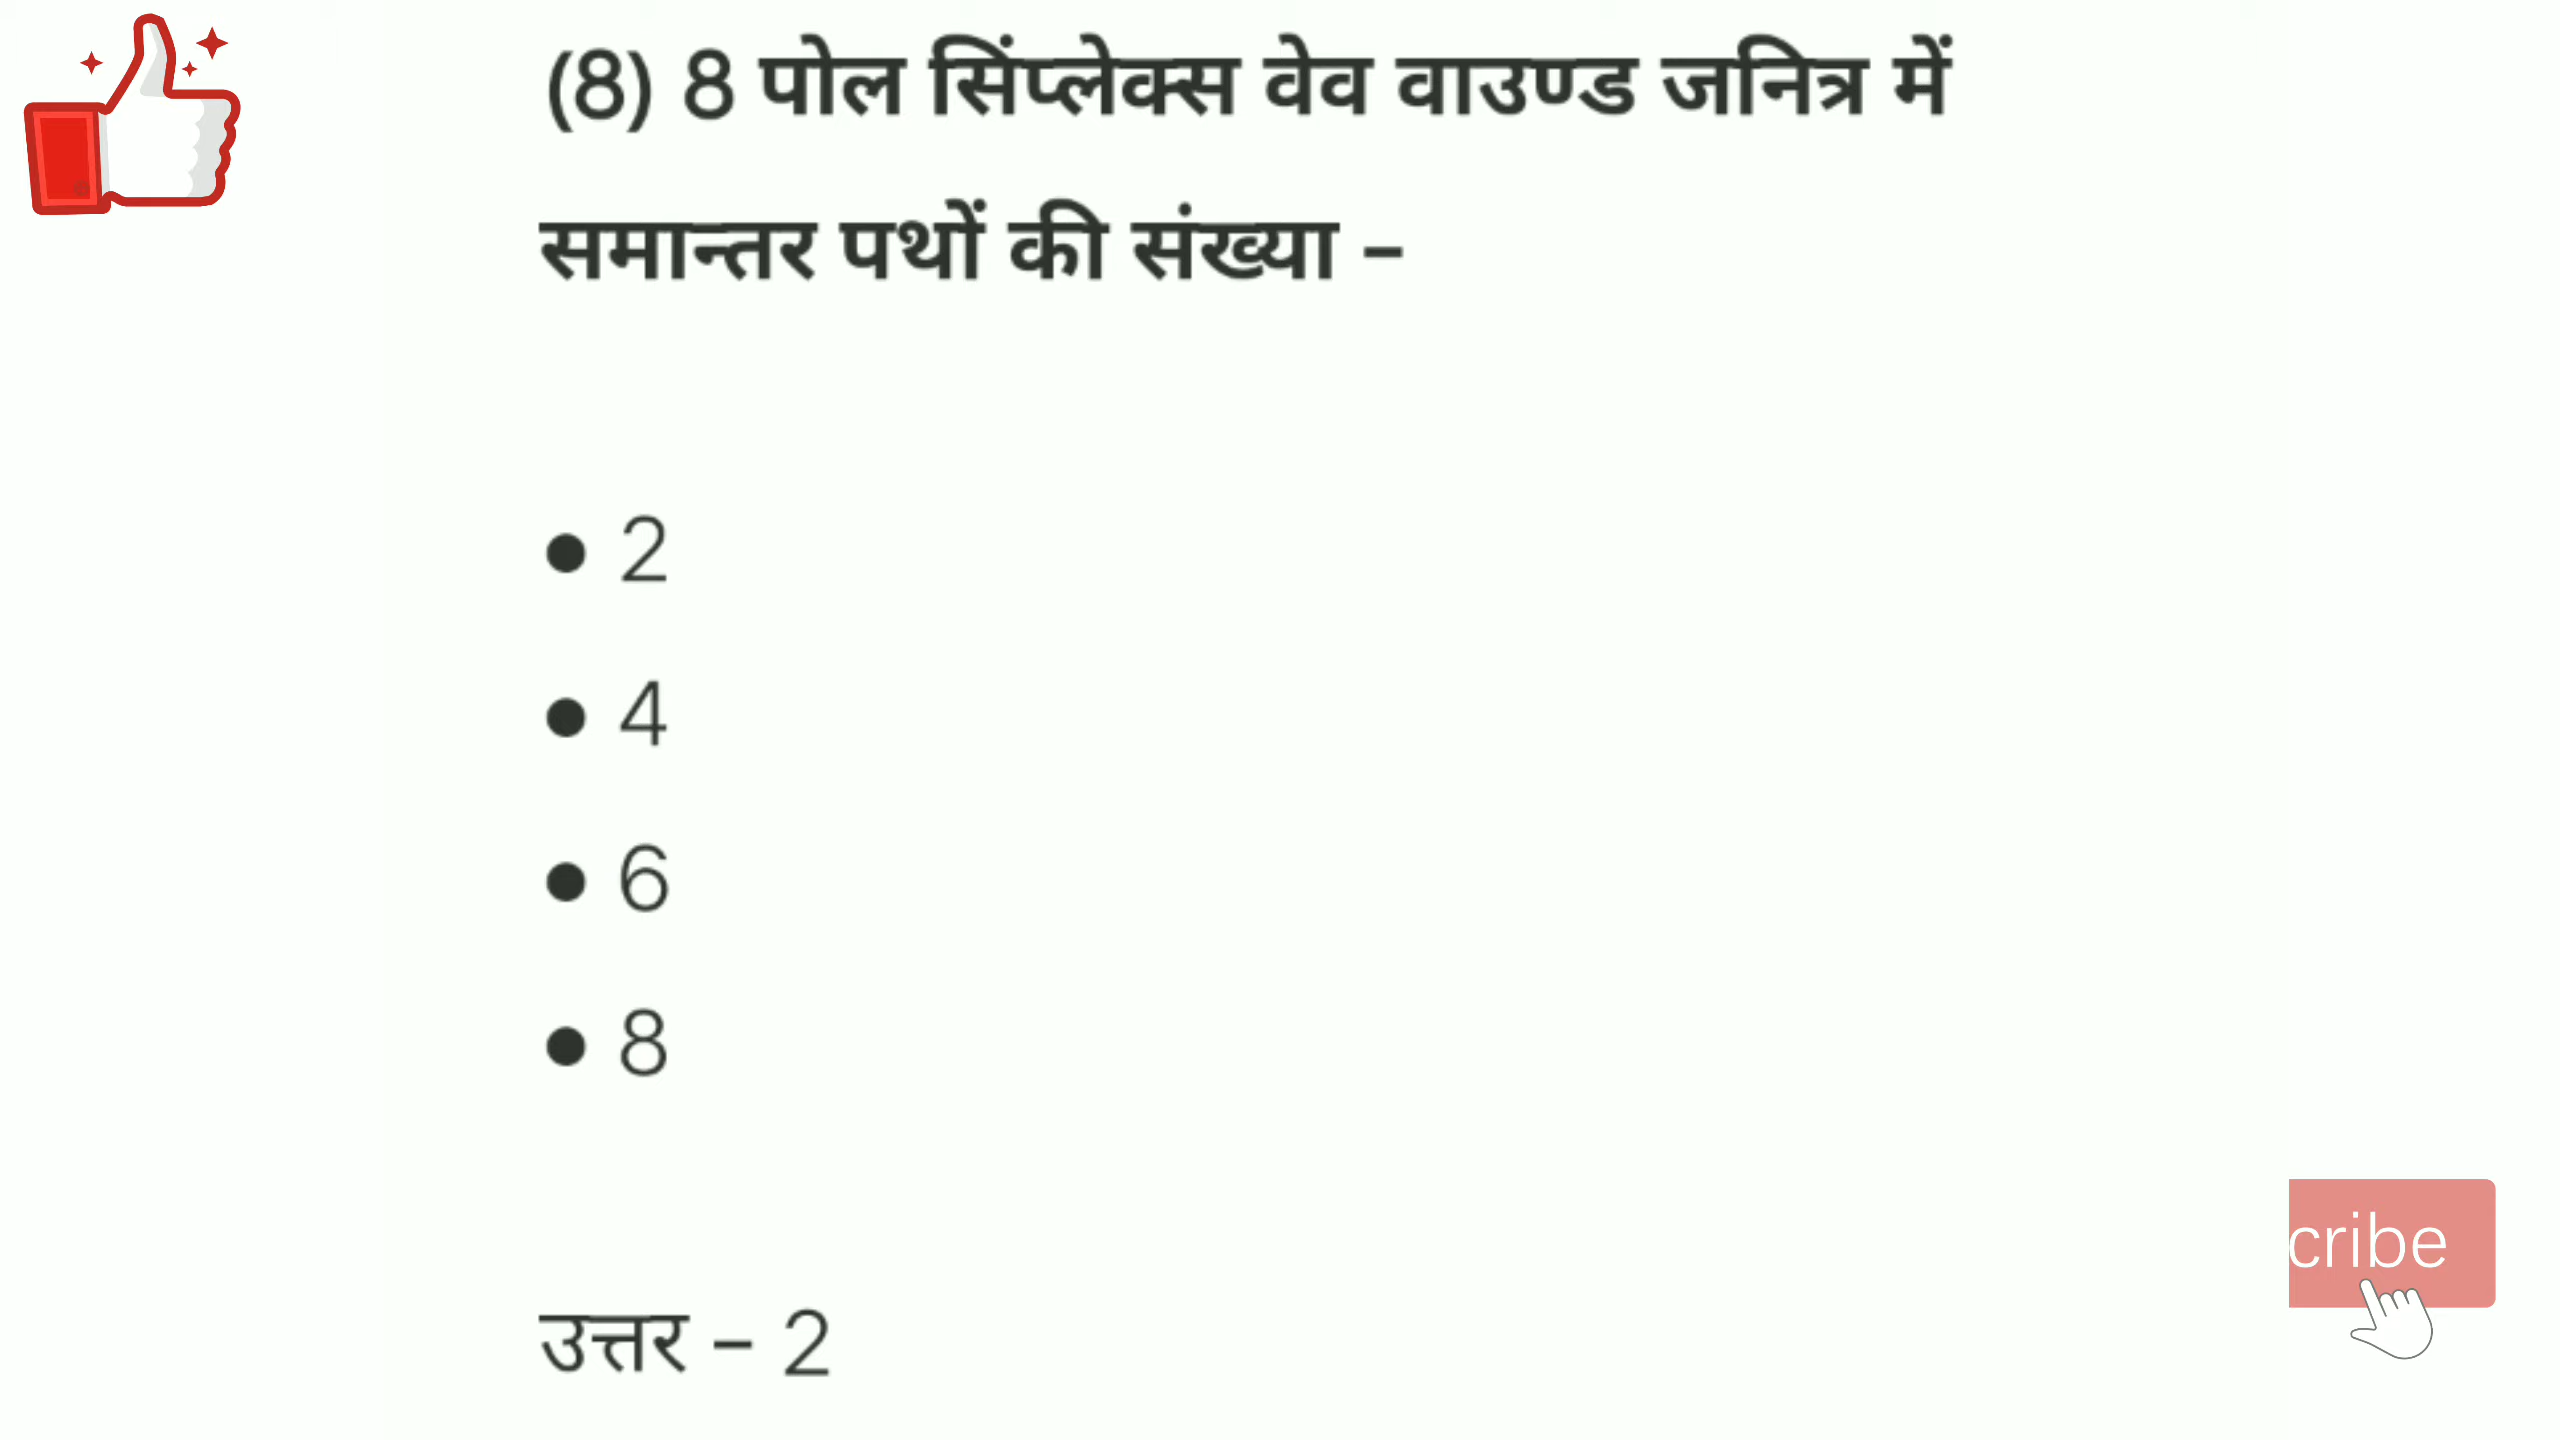 (8) 8 पोल सिंप्लेक्स वेव वाउण्ड जनित्र में
समान्तर पथों की संख्या –
● 2
● 4
● 6
● 8
उत्तर – 2
cribe